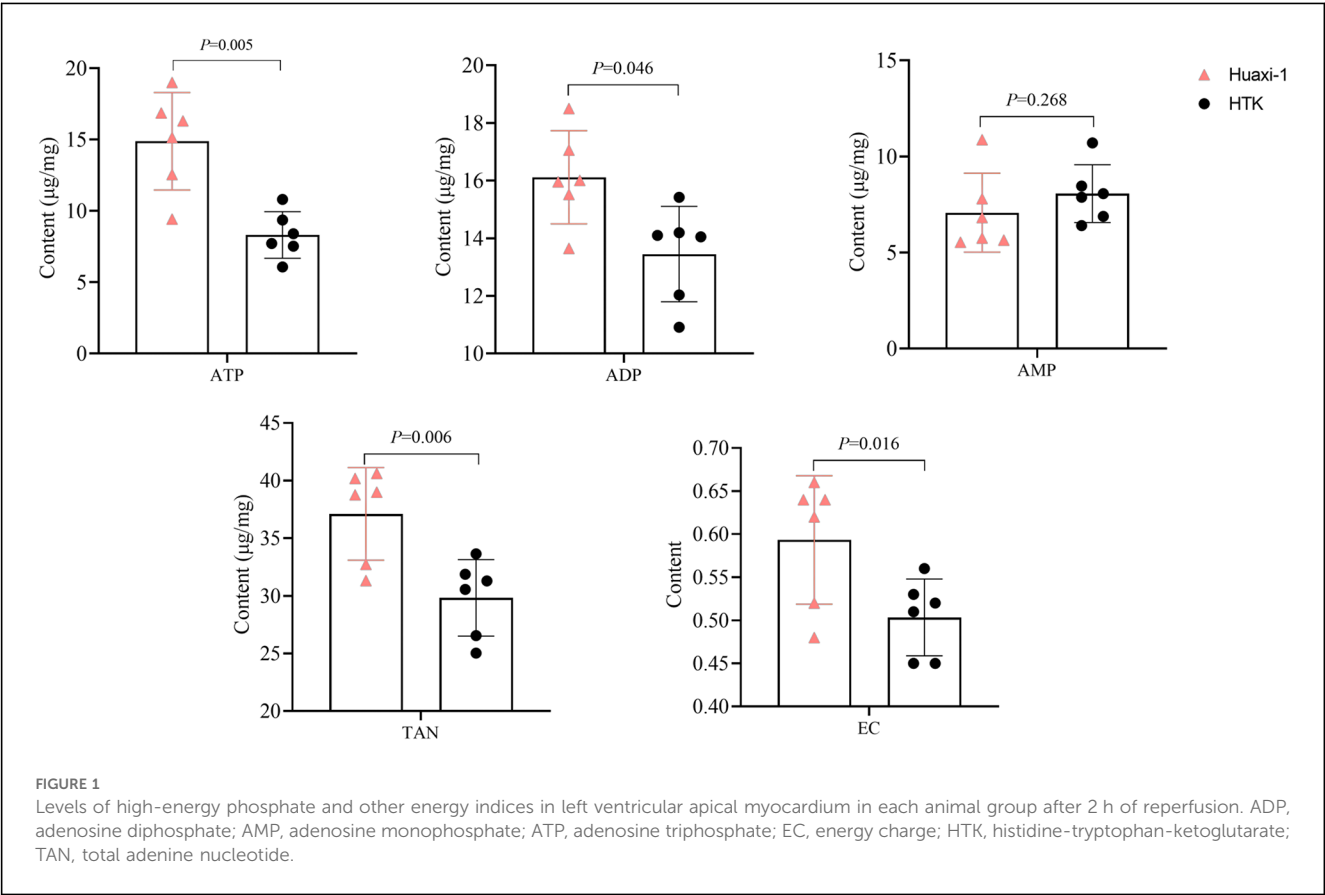 P=0.005
20
15
10
5
0
Content (µg/mg)
ATP
P=0.046
20
18
16
14
12
10
Content (µg/mg)
ADP
P=0.268
15
10
5
0
Content (µg/mg)
AMP
Huaxi-1
HTK
P=0.006
45
40
35
30
25
20
Content (µg/mg)
TAN
P=0.016
0.70
0.65
0.60
0.55
0.50
0.45
0.40
Content
EC
FIGURE 1
Levels of high-energy phosphate and other energy indices in left ventricular apical myocardium in each animal group after 2 h of reperfusion. ADP,
adenosine diphosphate; AMP, adenosine monophosphate; ATP, adenosine triphosphate; EC, energy charge; HTK, histidine-tryptophan-ketoglutarate;
TAN, total adenine nucleotide.